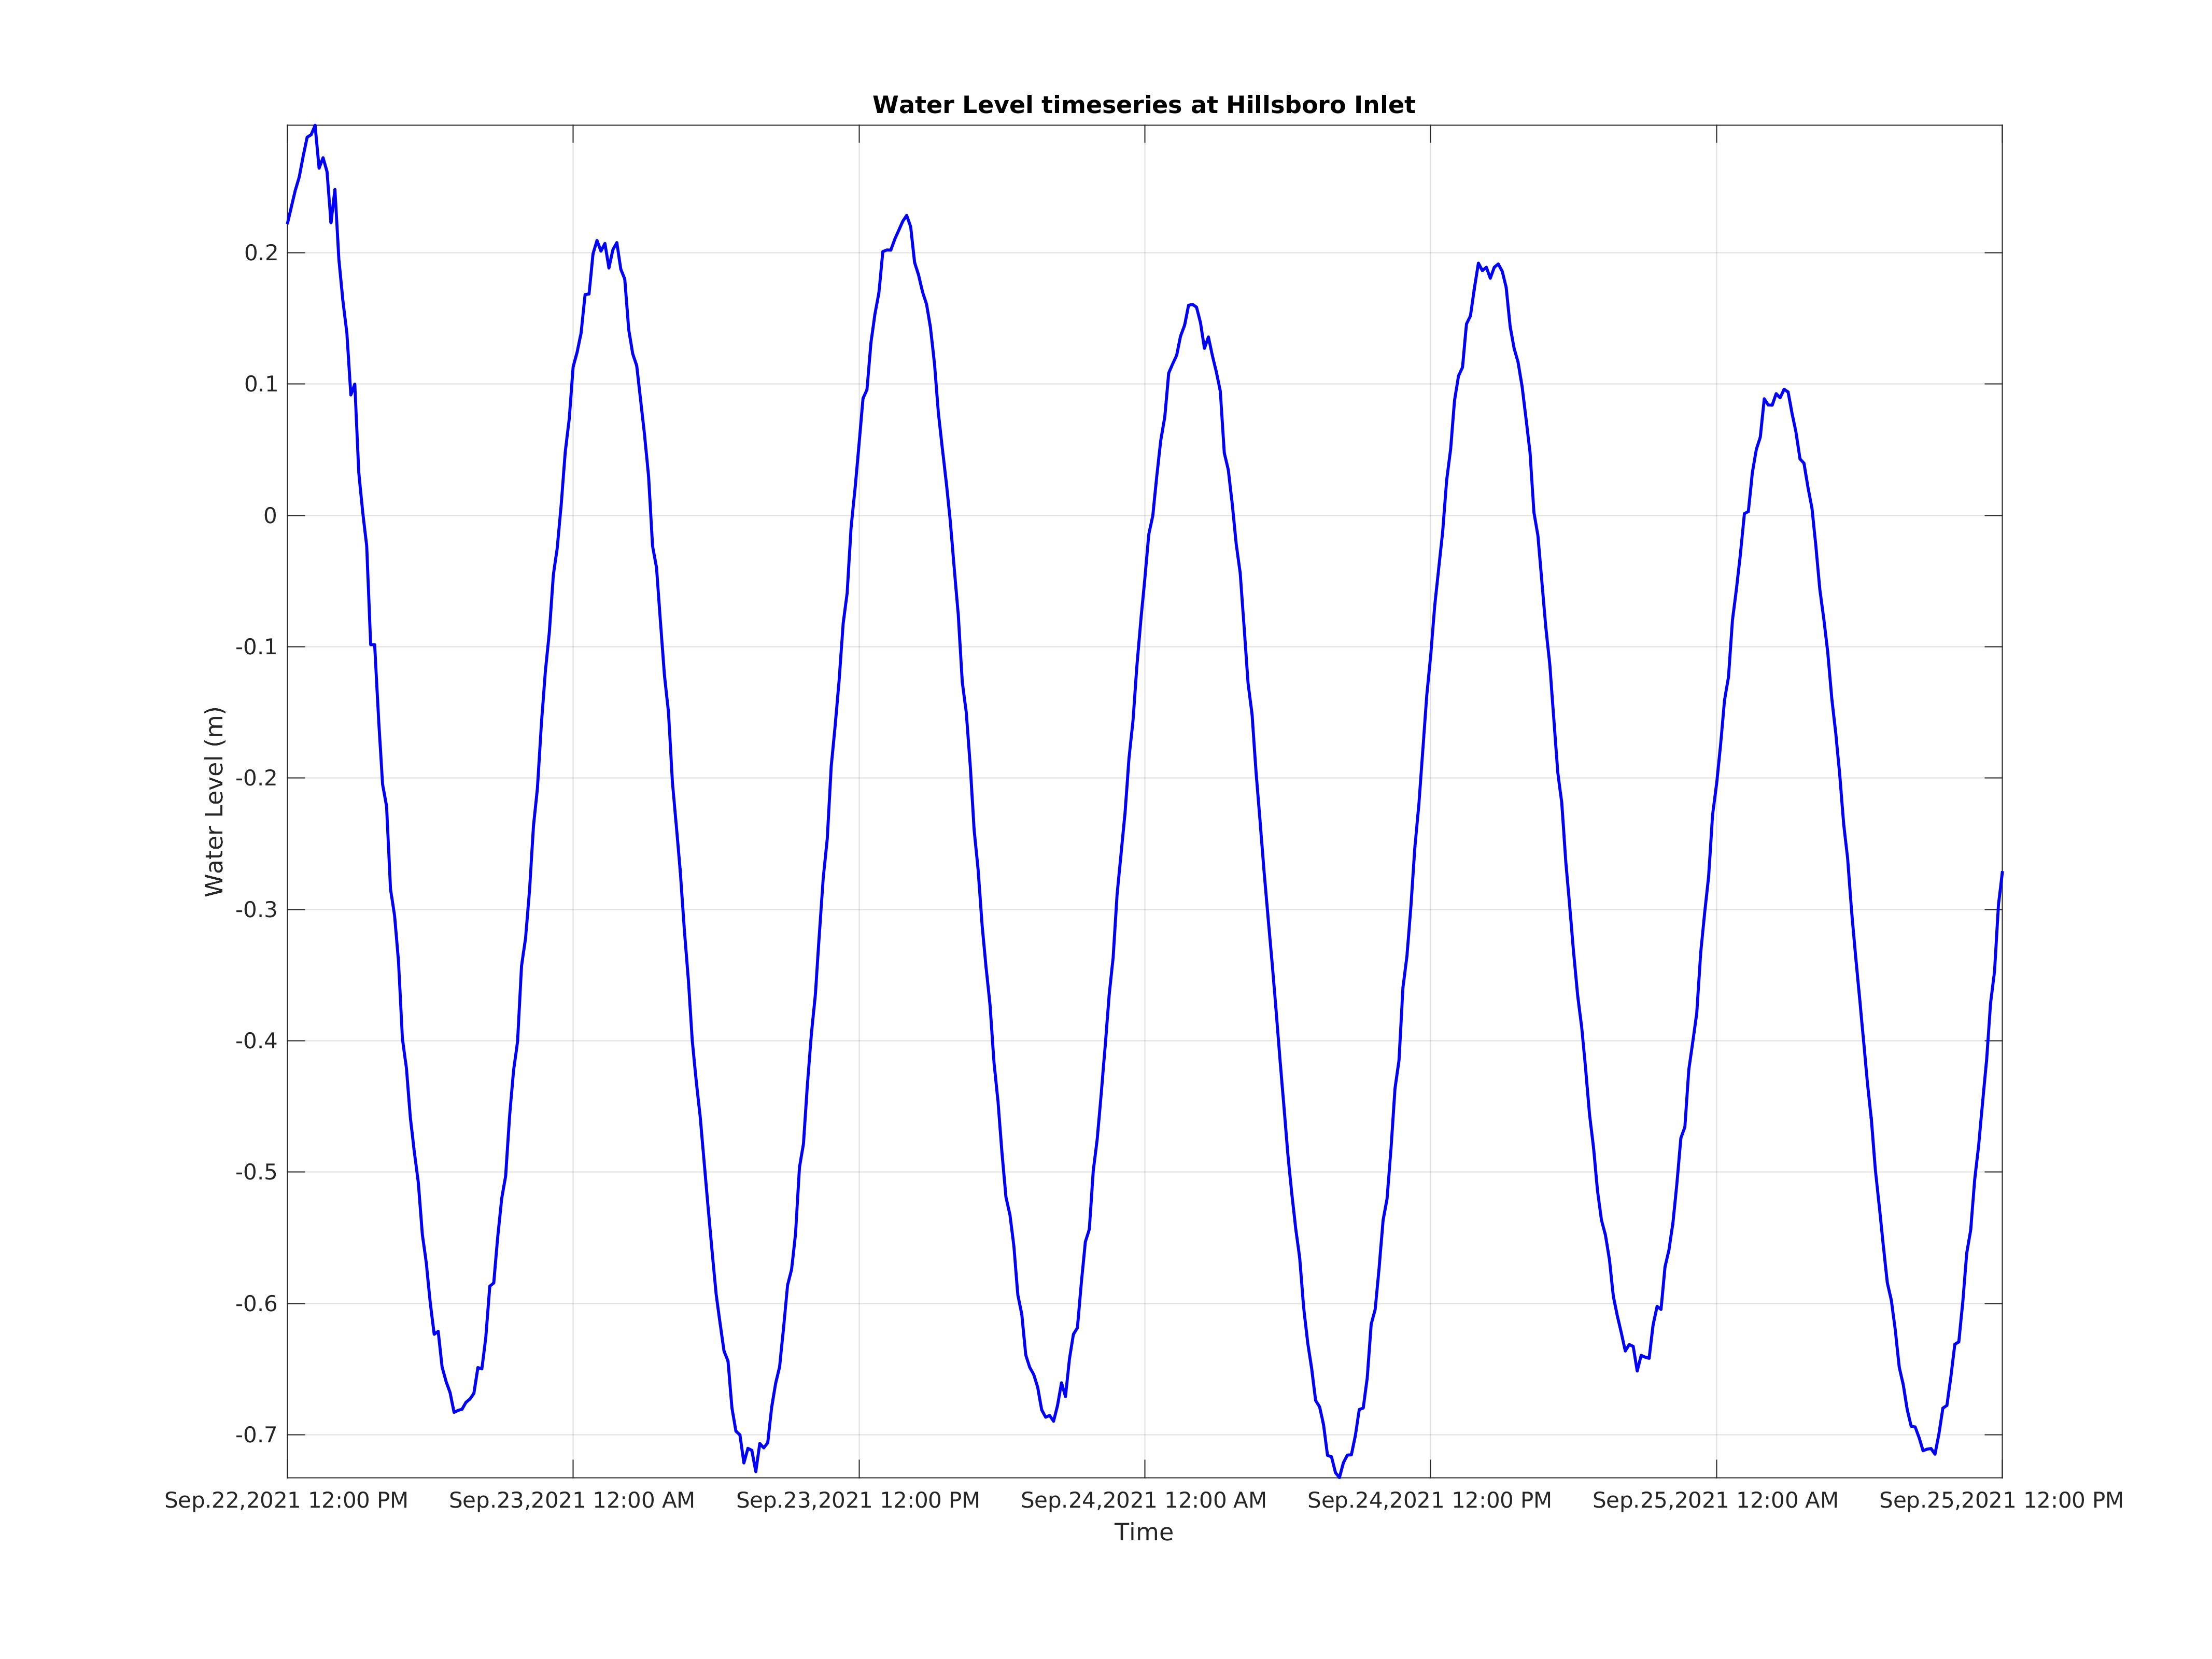 Water Level timeseries at Hillsboro Inlet
0.2
0.1
0
-0.1
-0.2
-0.3
-0.4
-0.5
-0.6
-0.7
Water Level (m)
Sep.22,2021 12:00 PM Sep.23,2021 12:00 AM Sep.23,2021 12:00 PM Sep.24,2021 12:00 AM Sep.24,2021 12:00 PM Sep.25,2021 12:00 AM Sep.25,2021 12:00 PM
Time